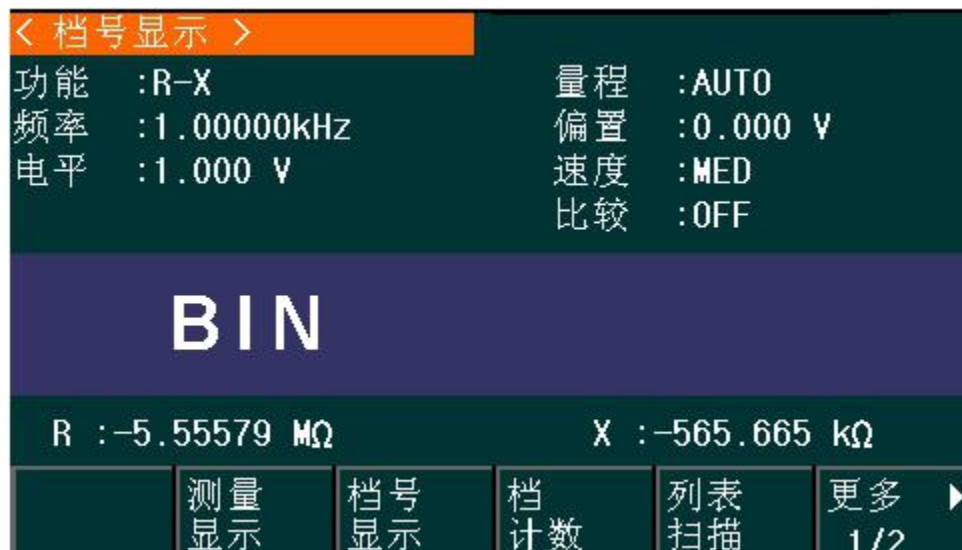 < 档号显示 >
功能 :R-X
量程 :AUTO
频率 :1.00000kHz
偏置 :0.000 V
电平 :1.000 V
速度 :MED
比较 :OFF
BIN
R :-5.55579 MΩ
X :-565.665 kΩ
测量
显示
档号
显示
档
计数
列表
扫描
更多
1/2